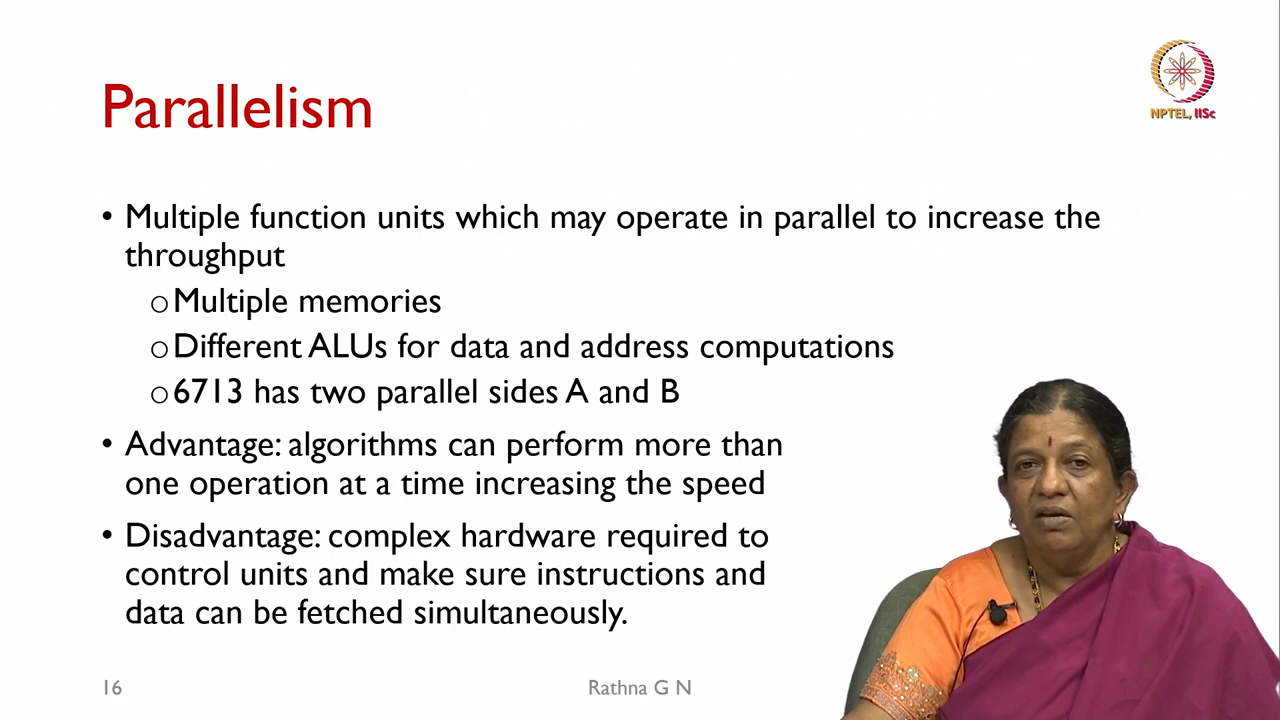 Parallelism
NPTEL, IISc
• Multiple function units which may operate in parallel to increase the
throughput
○Multiple memories
○Different ALUs for data and address computations
○6713 has two parallel sides A and B
• Advantage: algorithms can perform more than
one operation at a time increasing the speed
• Disadvantage: complex hardware required to
control units and make sure instructions and
data can be fetched simultaneously.
16
Rathna G N